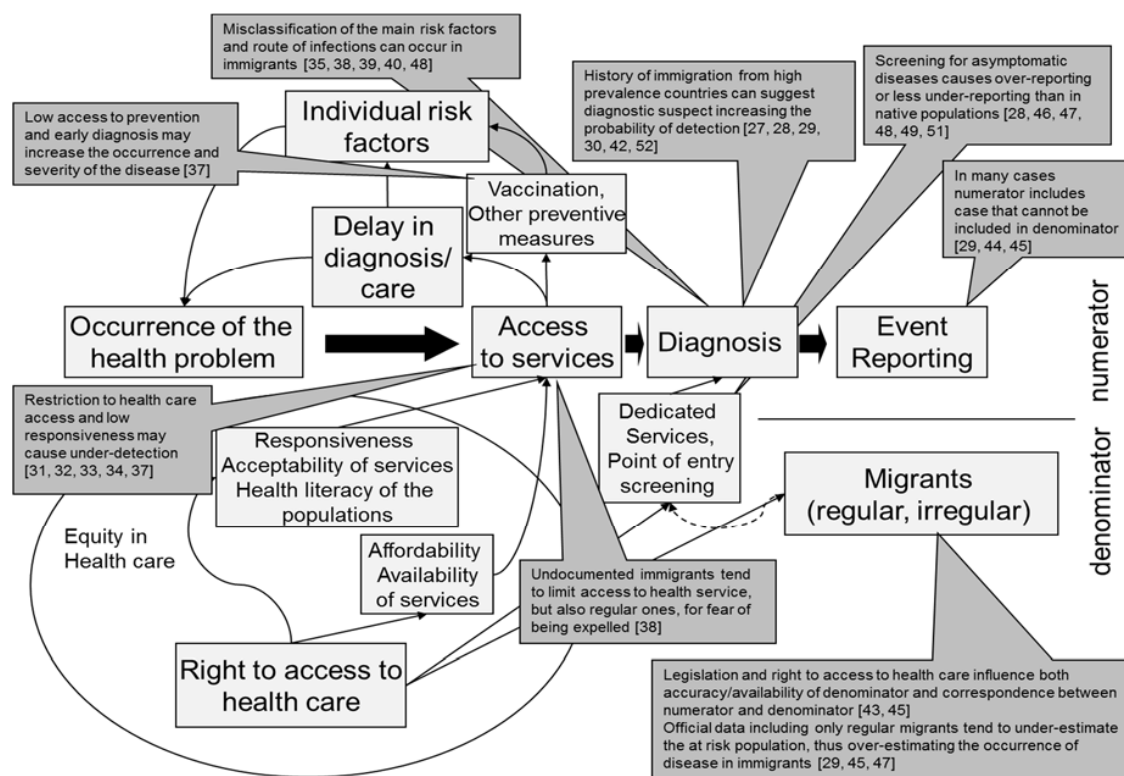 Misclassification of the main risk factors
and route of infections can occur in
immigrants [35, 38, 39, 40, 48]
History of immigration from high
prevalence countries can suggest
diagnostic suspect increasing the
probability of detection [27, 28, 29,
30, 42, 52]
Screening for asymptomatic
diseases causes over-reporting
or less under-reporting than in
native populations [28, 46, 47,
48, 49, 51]
Low access to prevention
and early diagnosis may
increase the occurrence and
severity of the disease [37]
Individual risk
factors
In many cases
numerator includes
case that cannot be
included in denominator
[29, 44, 45]
Vaccination,
Other preventive
measures
Delay in
diagnosis/
care
Occurrence of the
health problem
Access
to services
Diagnosis
Event
Reporting
numerator
Restriction to health care
access and low
responsiveness may
cause under-detection
[31, 32, 33, 34, 37]
Responsiveness
Acceptability of services
Health literacy of the
populations
Dedicated
Services,
Point of entry
screening
Migrants
(regular, irregular)
denominator
Equity in
Health care
Affordability
Availability
of services
Undocumented immigrants tend
to limit access to health service,
but also regular ones, for fear of
being expelled [38]
Right to access to
health care
Legislation and right to access to health care influence both
accuracy/availability of denominator and correspondence between
numerator and denominator [43, 45]
Official data including only regular migrants tend to under-estimate
the at risk population, thus over-estimating the occurrence of
disease in immigrants [29, 45, 47]